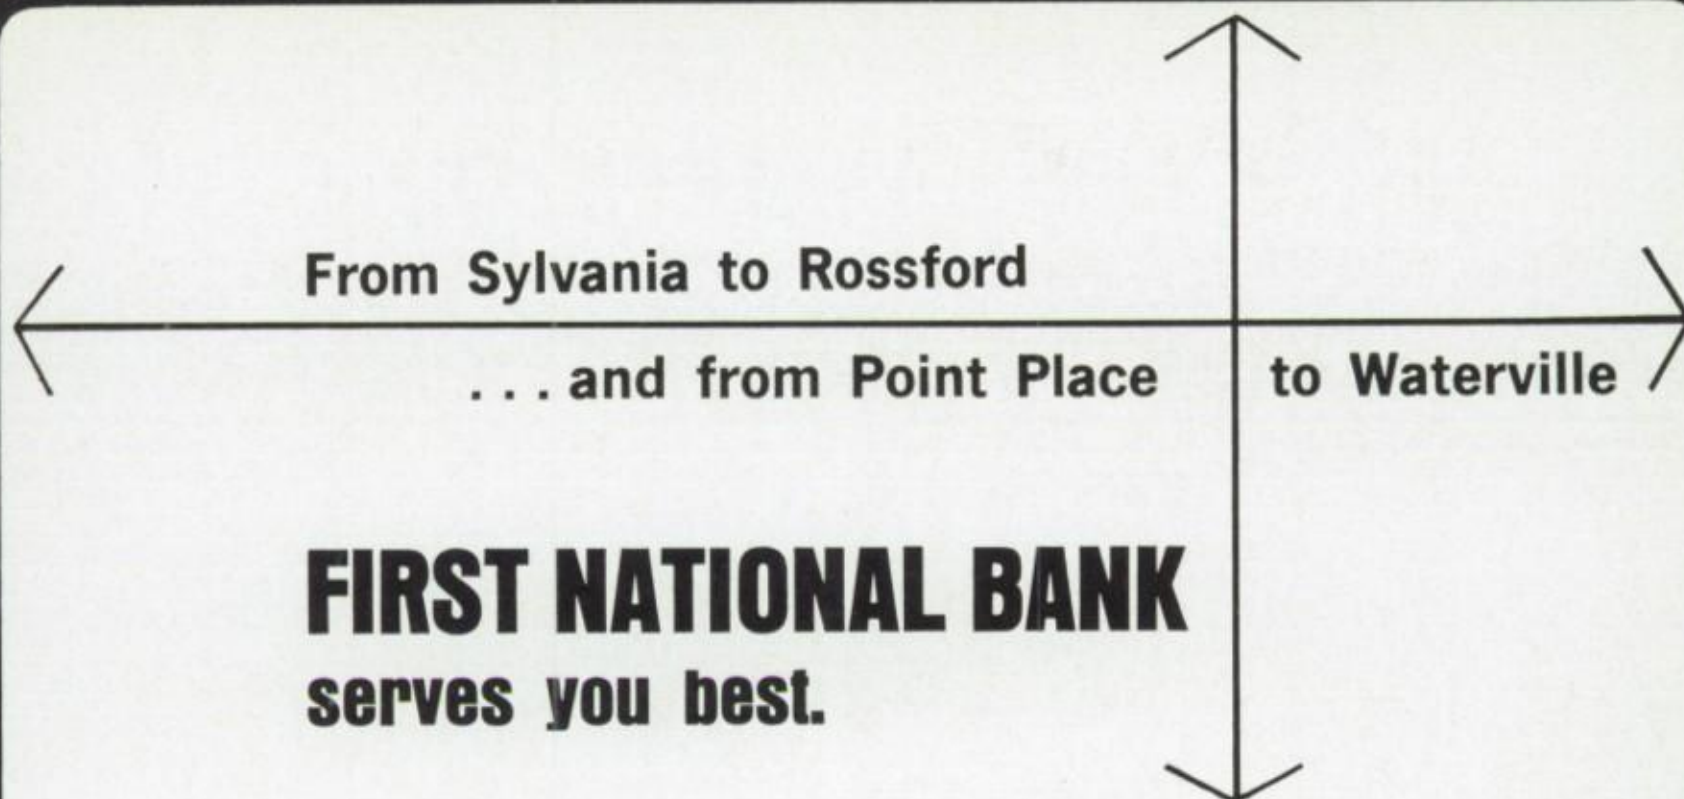 From Sylvania to Rossford
...and from Point Place to Waterville
FIRST NATIONAL BANK
serves you best.